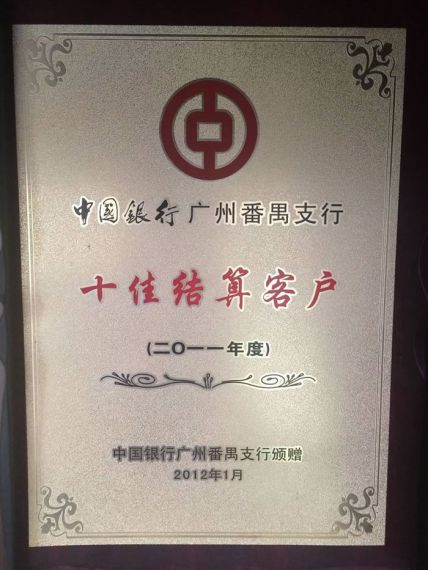 中国银行 广州番禺支行
十佳结算客户
(二O一一年度)
中国银行广州番禺支行颁赠
2012年1月